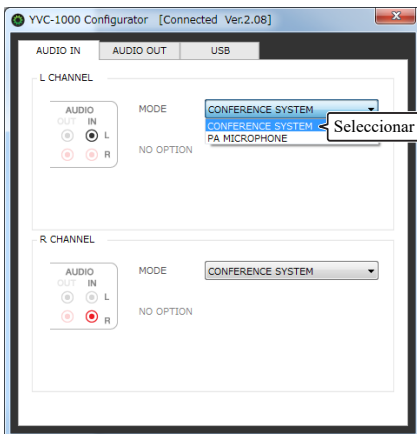 YVC-1000 Configurator [Connected Ver.2.08]
AUDIO IN AUDIO OUT USB
L CHANNEL
AUDIO
OUT IN
L
R
MODE CONFERENCE SYSTEM
CONFERENCE SYSTEM Seleccionar
PA MICROPHONE
NO OPTION
R CHANNEL
AUDIO
OUT IN
L
R
MODE CONFERENCE SYSTEM
NO OPTION